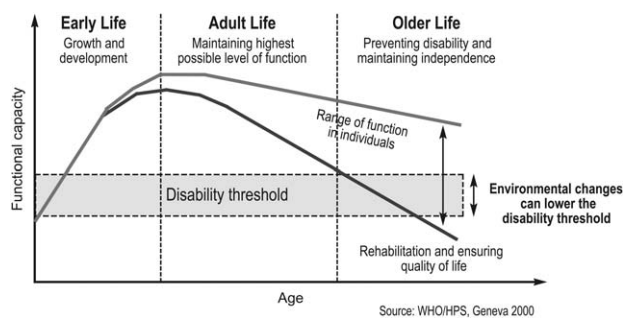 Early Life
Growth and
development
Adult Life
Maintaining highest
possible level of function
Older Life
Preventing disability and
maintaining independence
Functional capacity
Range of function
in individuals
Disability threshold
Environmental changes
can lower the
disability threshold
Rehabilitation and ensuring
quality of life
Age
Source: WHO/HPS, Geneva 2000